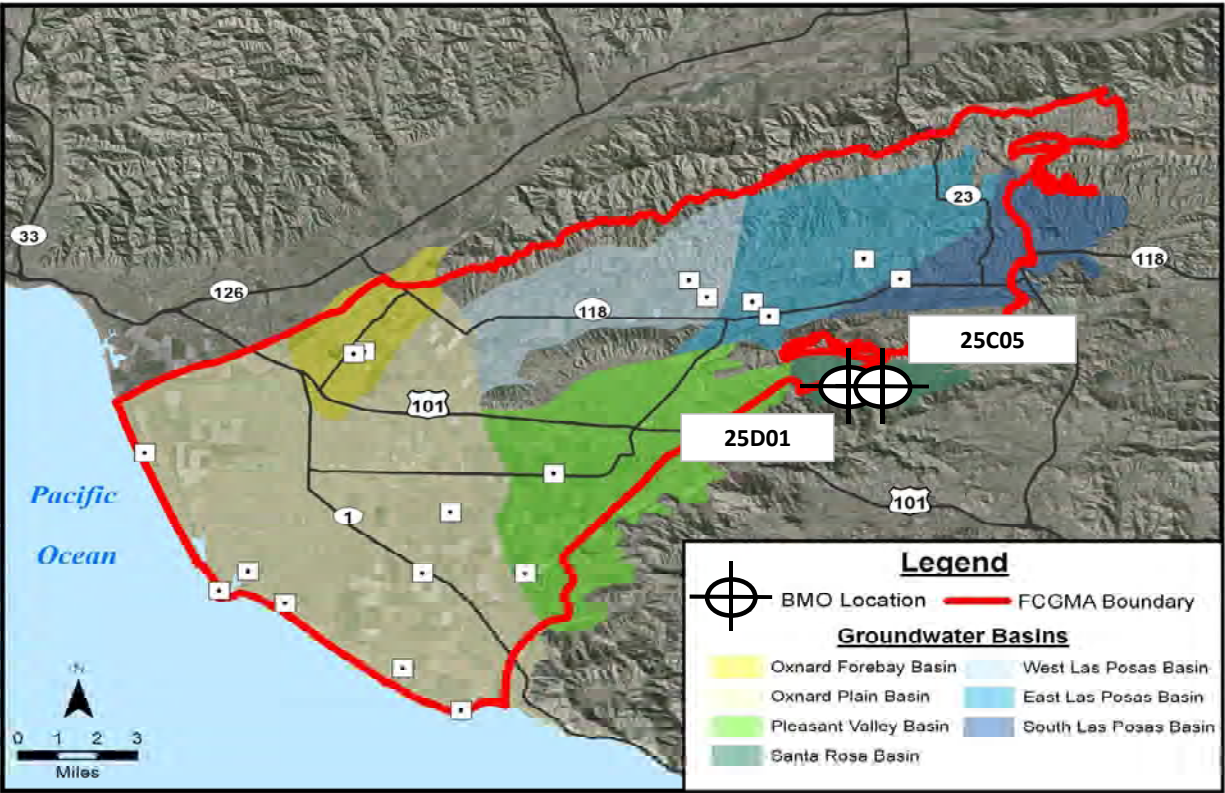 23
33
118
126
118
25C05
101
25D01
Pacific
Ocean
1
101
Legend
BMO Location
FCGMA Boundary
Groundwater Basins
Oxnard Forebay Basin
West Las Posas Basin
Oxnard Plain Basin
East Las Posas Basin
Pleasant Valley Basin
South Las Posas Basin
Santa Rosa Basin
N
0 1 2 3
Miles